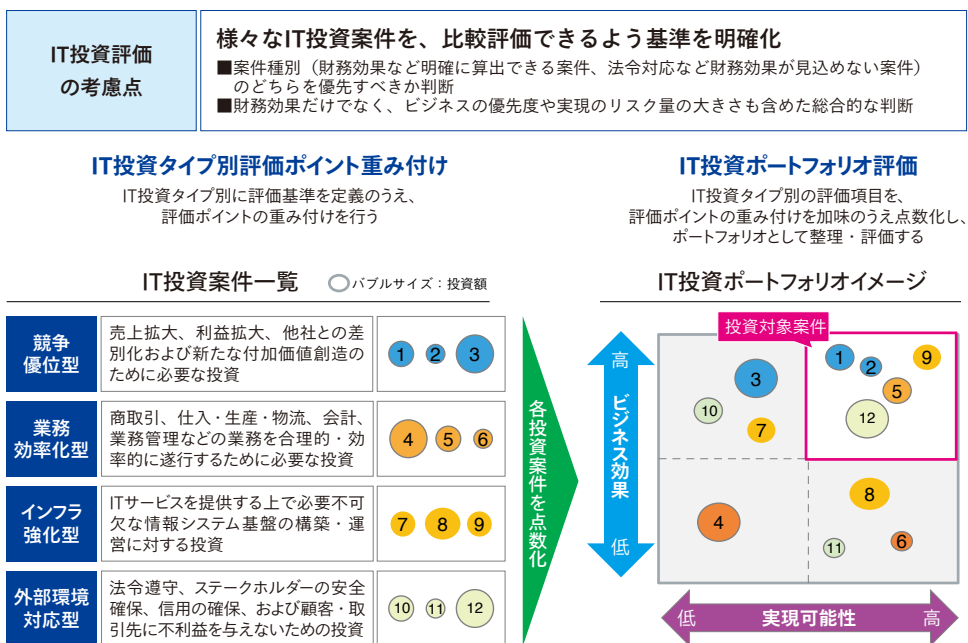 IT投資評価
の考慮点
様々なIT投資案件を、比較評価できるよう基準を明確化
■案件種別（財務効果など明確に算出できる案件、法令対応など財務効果が見込めない案件）
のどちらを優先すべきか判断
■財務効果だけでなく、ビジネスの優先度や実現のリスク量の大きさも含めた総合的な判断
IT投資タイプ別評価ポイント重み付け
IT投資タイプ別に評価基準を定義のうえ、
評価ポイントの重み付けを行う
IT投資案件一覧
バブルサイズ：投資額
競争
優位型
売上拡大、利益拡大、他社との差
別化および新たな付加価値創造の
ために必要な投資
1 2 3
業務
効率化型
商取引、仕入・生産・物流、会計、
業務管理などの業務を合理的・効
率的に遂行するために必要な投資
4 5 6
インフラ
強化型
ITサービスを提供する上で必要不可
欠な情報システム基盤の構築・運
営に対する投資
7 8 9
外部環境
対応型
法令遵守、ステークホルダーの安全
確保、信用の確保、および顧客・取
引先に不利益を与えないための投資
10 11 12
各投資案件を点数化
IT投資ポートフォリオ評価
IT投資タイプ別の評価項目を、
評価ポイントの重み付けを加味のうえ点数化し、
ポートフォリオとして整理・評価する
IT投資ポートフォリオイメージ
投資対象案件
高
ビジネス効果
低
1
2
9
3
5
10
12
7
8
4
6
11
低
実現可能性
高